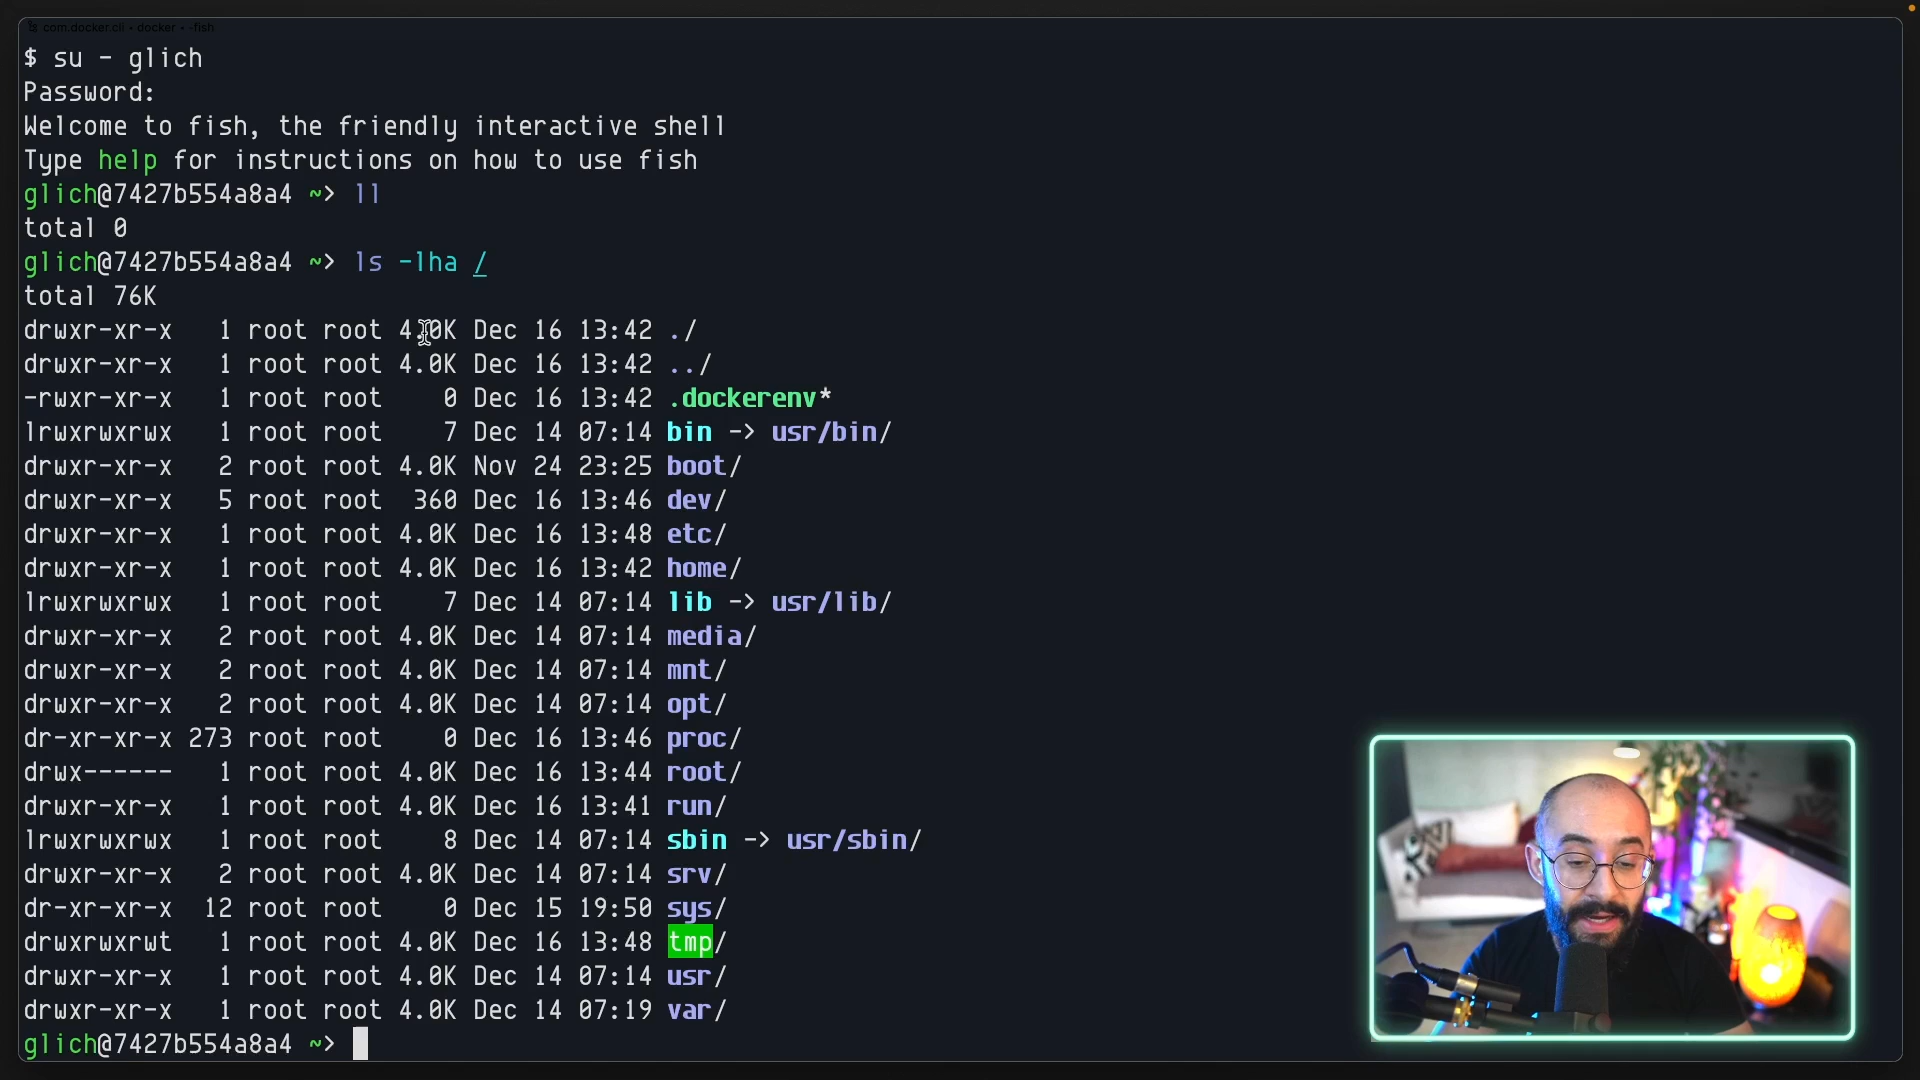 com.docker.cli • docker • -fish
$ su - glich
Password:
Welcome to fish, the friendly interactive shell
Type help for instructions on how to use fish
glich@7427b554a8a4 ~> ll
total 0
glich@7427b554a8a4 ~> ls -lha /
total 76K
drwxr-xr-x   1 root root 4.0K Dec 16 13:42 ./
drwxr-xr-x   1 root root 4.0K Dec 16 13:42 ../
-rwxr-xr-x   1 root root    0 Dec 16 13:42 .dockerenv*
lrwxrwxrwx   1 root root    7 Dec 14 07:14 bin -> usr/bin/
drwxr-xr-x   2 root root 4.0K Nov 24 23:25 boot/
drwxr-xr-x   5 root root  360 Dec 16 13:46 dev/
drwxr-xr-x   1 root root 4.0K Dec 16 13:48 etc/
drwxr-xr-x   1 root root 4.0K Dec 16 13:42 home/
lrwxrwxrwx   1 root root    7 Dec 14 07:14 lib -> usr/lib/
drwxr-xr-x   2 root root 4.0K Dec 14 07:14 media/
drwxr-xr-x   2 root root 4.0K Dec 14 07:14 mnt/
drwxr-xr-x   2 root root 4.0K Dec 14 07:14 opt/
dr-xr-xr-x 273 root root    0 Dec 16 13:46 proc/
drwx------   1 root root 4.0K Dec 16 13:44 root/
drwxr-xr-x   1 root root 4.0K Dec 16 13:41 run/
lrwxrwxrwx   1 root root    8 Dec 14 07:14 sbin -> usr/sbin/
drwxr-xr-x   2 root root 4.0K Dec 14 07:14 srv/
dr-xr-xr-x  12 root root    0 Dec 15 19:50 sys/
drwxrwxrwt   1 root root 4.0K Dec 16 13:48 tmp/
drwxr-xr-x   1 root root 4.0K Dec 14 07:14 usr/
drwxr-xr-x   1 root root 4.0K Dec 14 07:19 var/
glich@7427b554a8a4 ~>